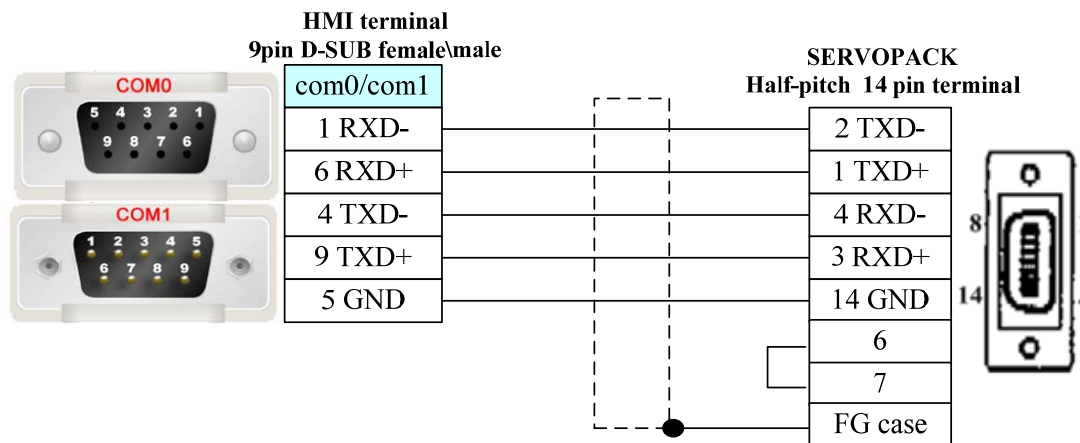 HMI terminal
9pin D-SUB female\male
COM0
5 4 3 2 1
9 8 7 6
COM1
1 2 3 4 5
6 7 8 9
com0/com1
1 RXD-
6 RXD+
4 TXD-
9 TXD+
5 GND
SERVOPACK
Half-pitch 14 pin terminal
2 TXD-
1 TXD+
4 RXD-
3 RXD+
14 GND
6
7
FG case
8
14